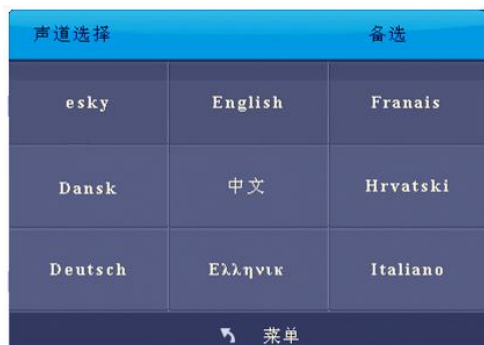 声道选择 备选
esky English Franais
Dansk 中文 Hrvatski
Deutsch Ελληνικ Italiano
菜单